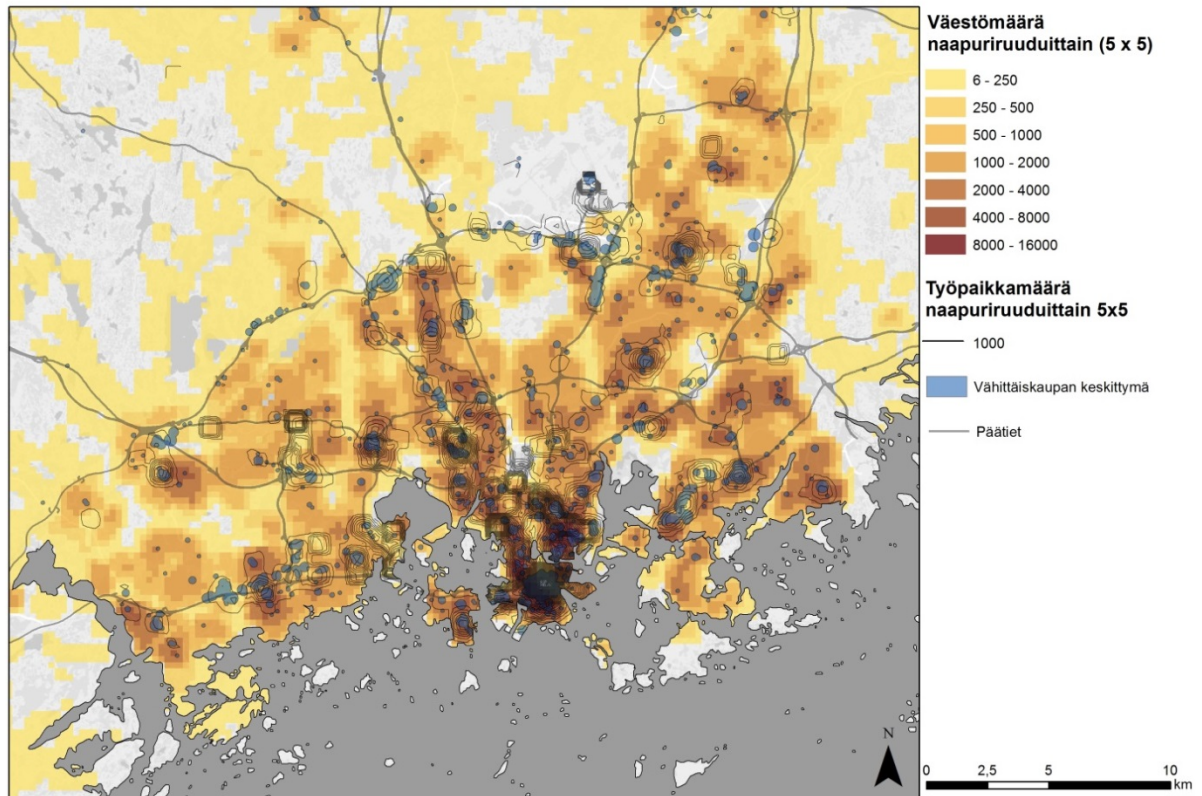 Väestömäärä
naapuriruuduittain (5 x 5)
6 - 250
250 - 500
500 - 1000
1000 - 2000
2000 - 4000
4000 - 8000
8000 - 16000
Työpaikkamäärä
naapuriruuduittain 5x5
1000
Vähittäiskaupan keskittymä
Päätiet
N
0 2,5 5 10
km